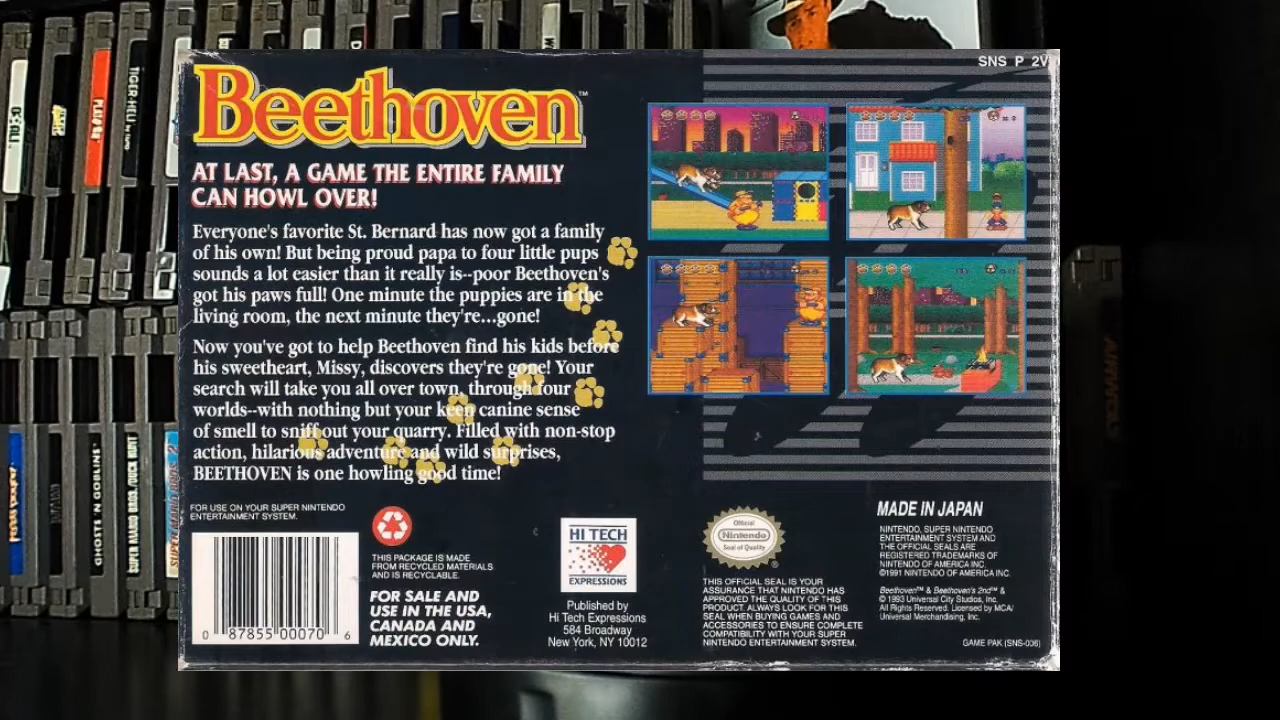 DEFALL
TIGER-HELI
GHOSTS 'N GOBLINS
SUPER MARIO BROS./DUCK HUNT
SUPER MARIO BROS. 2
SNS P 2V
Beethoven™
AT LAST, A GAME THE ENTIRE FAMILY
CAN HOWL OVER!
Everyone's favorite St. Bernard has now got a family
of his own! But being proud papa to four little pups
sounds a lot easier than it really is--poor Beethoven's
got his paws full! One minute the puppies are in the
living room, the next minute they're...gone!
Now you've got to help Beethoven find his kids before
his sweetheart, Missy, discovers they're gone! Your
search will take you all over town, through four
worlds--with nothing but your keen canine sense
of smell to sniff out your quarry. Filled with non-stop
action, hilarious adventure and wild surprises,
BEETHOVEN is one howling good time!
FOR USE ON YOUR SUPER NINTENDO
ENTERTAINMENT SYSTEM.
0 87855 00070 6
THIS PACKAGE IS MADE
FROM RECYCLED MATERIALS
AND IS RECYCLABLE.
FOR SALE AND
USE IN THE USA,
CANADA AND
MEXICO ONLY.
HI TECH
EXPRESSIONS
Published by
Hi Tech Expressions
584 Broadway
New York, NY 10012
Official
Nintendo
Seal of Quality
®
THIS OFFICIAL SEAL IS YOUR
ASSURANCE THAT NINTENDO HAS
APPROVED THE QUALITY OF THIS
PRODUCT. ALWAYS LOOK FOR THIS
SEAL WHEN BUYING GAMES AND
ACCESSORIES TO ENSURE COMPLETE
COMPATIBILITY WITH YOUR SUPER
NINTENDO ENTERTAINMENT SYSTEM.
MADE IN JAPAN
NINTENDO, SUPER NINTENDO
ENTERTAINMENT SYSTEM AND
THE OFFICIAL SEALS ARE
REGISTERED TRADEMARKS OF
NINTENDO OF AMERICA INC.
©1991 NINTENDO OF AMERICA INC.
Beethoven™ & Beethoven's 2nd™ &
© 1993 Universal City Studios, Inc.
All Rights Reserved. Licensed by MCA/
Universal Merchandising, Inc.
GAME PAK (SNS-006)